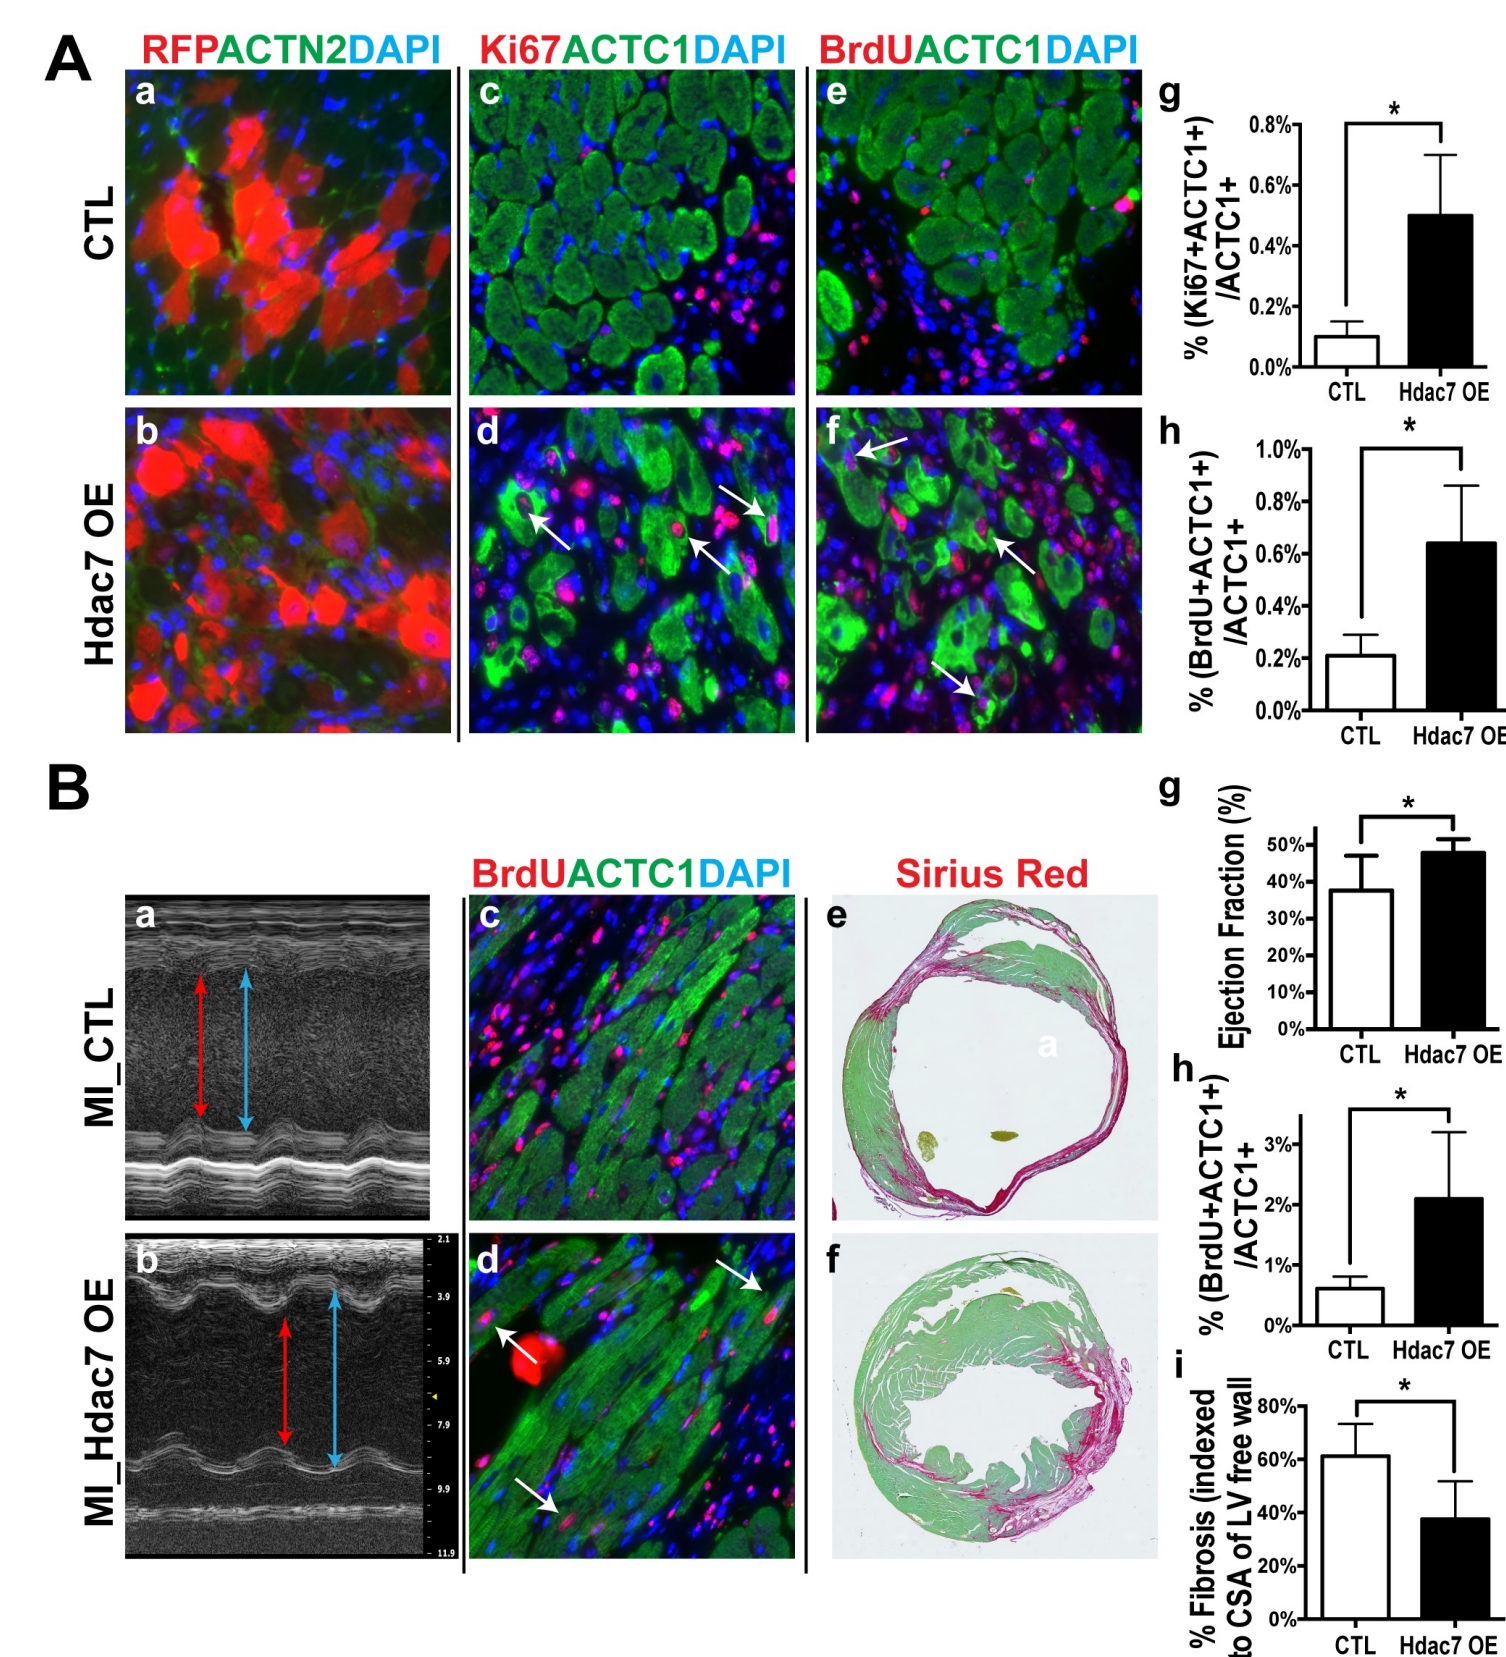 A
RFPACTN2DAPI
Ki67ACTC1DAPI
BrdUACTC1DAPI
CTL
Hdac7 OE
a
c
e
b
d
f
g
% (Ki67+ACTC1+)
/ACTC1+
0.8%
0.6%
0.4%
0.2%
0.0%
*
CTL
Hdac7 OE
h
% (BrdU+ACTC1+)
/ACTC1+
1.0%
0.8%
0.6%
0.4%
0.2%
0.0%
*
CTL
Hdac7 OE
B
BrdUACTC1DAPI
Sirius Red
MI_CTL
MI_Hdac7 OE
a
c
e
a
b
2.1
3.9
5.9
7.9
9.9
11.9
d
f
g
Ejection Fraction (%)
50%
40%
30%
20%
10%
0%
*
CTL
Hdac7 OE
h
% (BrdU+ACTC1+)
/ACTC1+
3%
2%
1%
0%
*
CTL
Hdac7 OE
i
% Fibrosis (indexed
to CSA of LV free wall
80%
60%
40%
20%
0%
*
CTL
Hdac7 OE